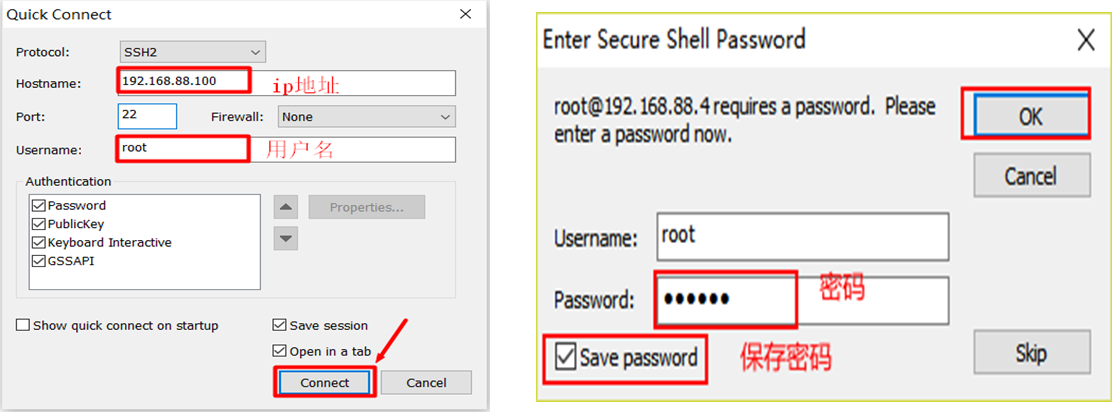 Quick Connect
Protocol: SSH2
Hostname: 192.168.88.100 ip地址
Port: 22 Firewall: None
Username: root 用户名
Authentication
Password
PublicKey
Keyboard Interactive
GSSAPI
Properties...
Show quick connect on startup
Save session
Open in a tab
Connect Cancel
Enter Secure Shell Password
root@192.168.88.4 requires a password. Please
enter a password now.
OK
Cancel
Username: root
Password: •••••• 密码
Save password 保存密码
Skip